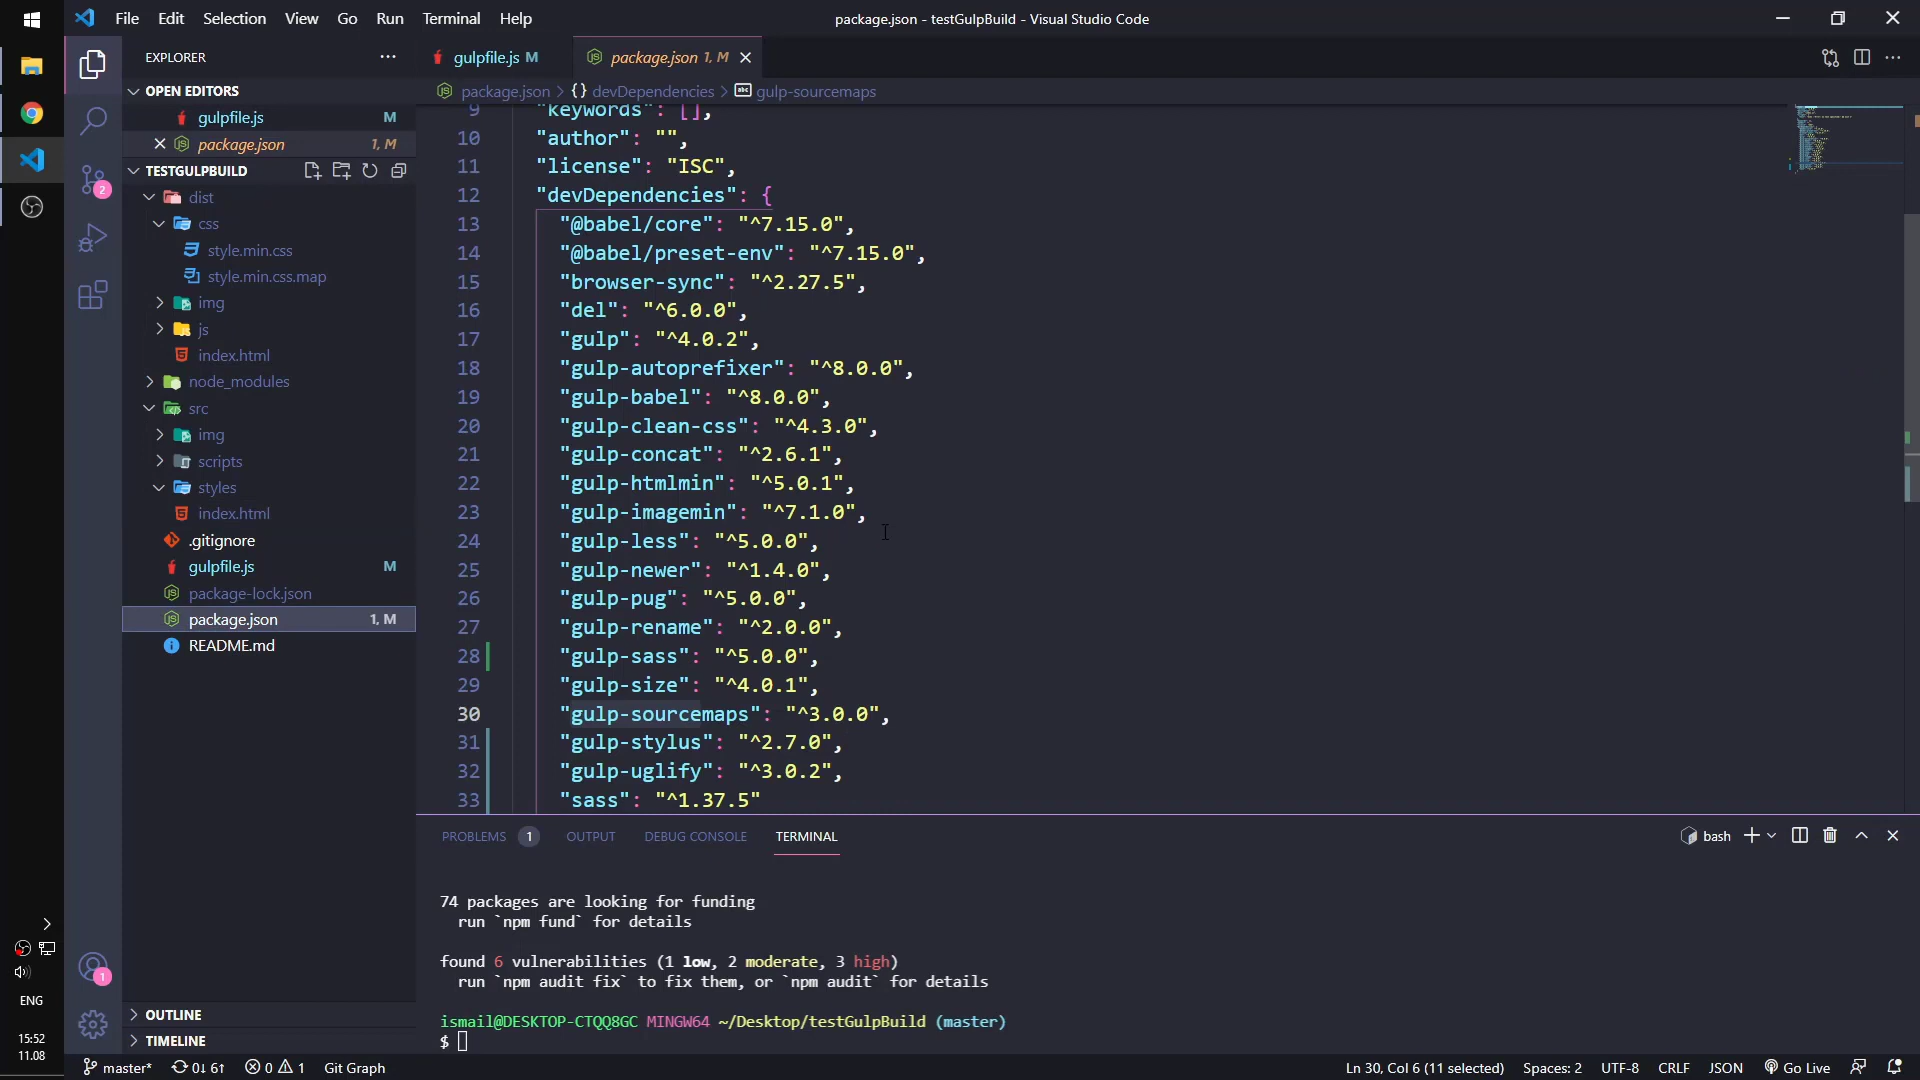 File Edit Selection View Go Run Terminal Help
package.json - testGulpBuild - Visual Studio Code
EXPLORER
OPEN EDITORS
gulpfile.js M
package.json 1, M
TESTGULPBUILD
dist
css
style.min.css
style.min.css.map
img
js
index.html
node_modules
src
img
scripts
styles
index.html
.gitignore
gulpfile.js M
package-lock.json
package.json 1, M
README.md
OUTLINE
TIMELINE
2
1
ENG
15:52
11.08
gulpfile.js M
package.json 1, M
package.json > {} devDependencies > abc gulp-sourcemaps
9 "keywords": [],
10 "author": "",
11 "license": "ISC",
12 "devDependencies": {
13 "@babel/core": "^7.15.0",
14 "@babel/preset-env": "^7.15.0",
15 "browser-sync": "^2.27.5",
16 "del": "^6.0.0",
17 "gulp": "^4.0.2",
18 "gulp-autoprefixer": "^8.0.0",
19 "gulp-babel": "^8.0.0",
20 "gulp-clean-css": "^4.3.0",
21 "gulp-concat": "^2.6.1",
22 "gulp-htmlmin": "^5.0.1",
23 "gulp-imagemin": "^7.1.0",
24 "gulp-less": "^5.0.0",
25 "gulp-newer": "^1.4.0",
26 "gulp-pug": "^5.0.0",
27 "gulp-rename": "^2.0.0",
28 "gulp-sass": "^5.0.0",
29 "gulp-size": "^4.0.1",
30 "gulp-sourcemaps": "^3.0.0",
31 "gulp-stylus": "^2.7.0",
32 "gulp-uglify": "^3.0.2",
33 "sass": "^1.37.5"
PROBLEMS 1 OUTPUT DEBUG CONSOLE TERMINAL
bash
74 packages are looking for funding
run `npm fund` for details
found 6 vulnerabilities (1 low, 2 moderate, 3 high)
run `npm audit fix` to fix them, or `npm audit` for details
ismail@DESKTOP-CTQQ8GC MINGW64 ~/Desktop/testGulpBuild (master)
$
master* 0↓ 6↑ 0 1 Git Graph
Ln 30, Col 6 (11 selected) Spaces: 2 UTF-8 CRLF JSON Go Live